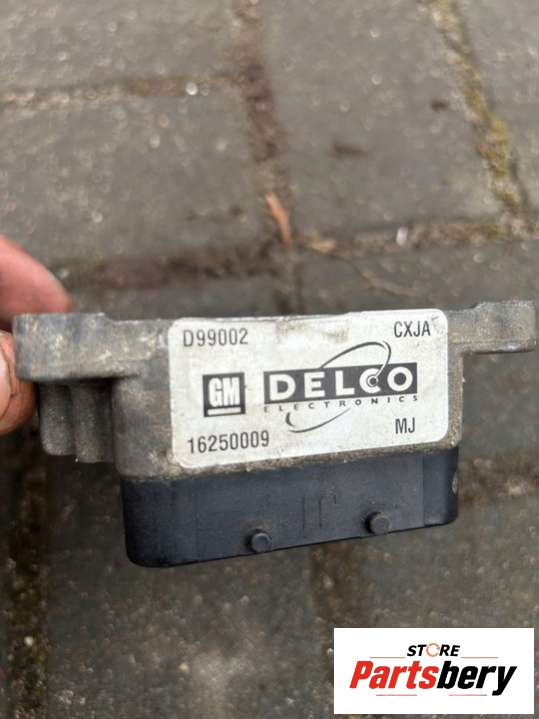 D99002 CXJA
GM DELCO
ELECTRONICS
16250009 MJ
STORE
Partsbery